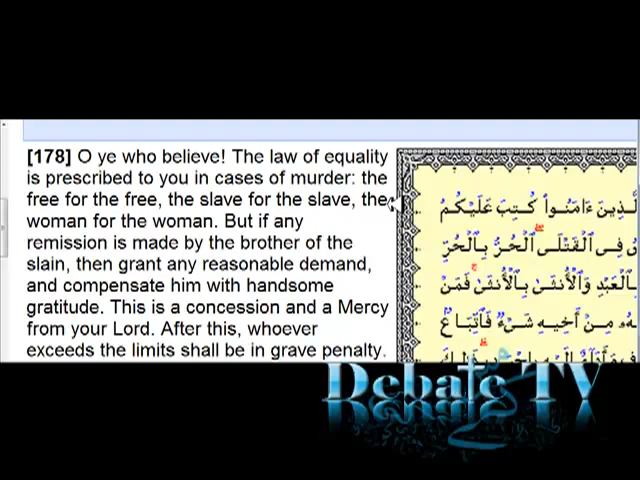 [178] O ye who believe! The law of equality
is prescribed to you in cases of murder: the
free for the free, the slave for the slave, the
woman for the woman. But if any
remission is made by the brother of the
slain, then grant any reasonable demand,
and compensate him with handsome
gratitude. This is a concession and a Mercy
from your Lord. After this, whoever
exceeds the limits shall be in grave penalty.
لَّذِينَ ءَامَنُوا۟ كُتِبَ عَلَيْكُمُ
فِى ٱلْقَتْلَى ٱلْحُرُّ بِٱلْحُرِّ
بِٱلْعَبْدِ وَٱلْأُنثَىٰ بِٱلْأُنثَىٰ فَمَنْ
لَهُۥ مِنْ أَخِيهِ شَىْءٌ فَٱتِّبَاعٌ
Debate TV